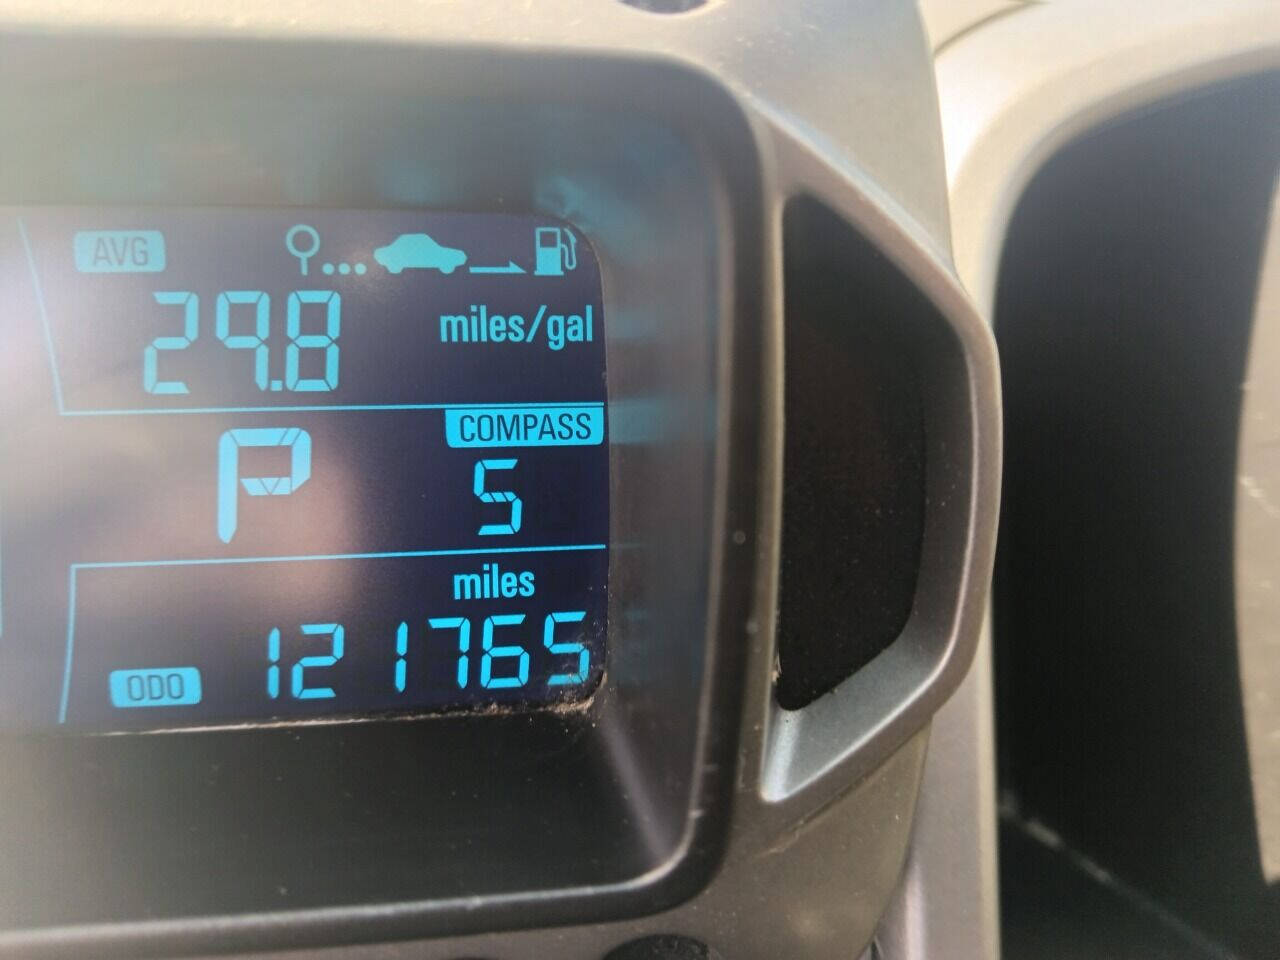 AVG
29.8 miles/gal
COMPASS
P S
miles
ODO 121765